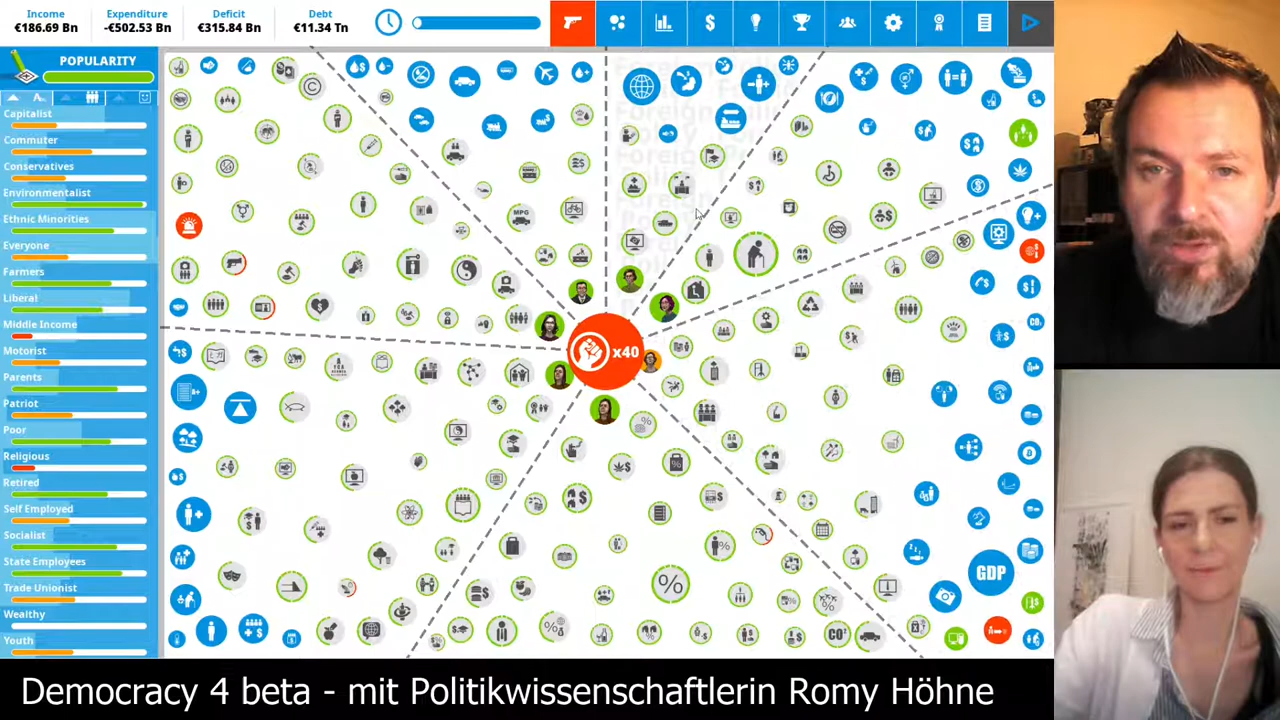 Income
€186.69 Bn
Expenditure
-€502.53 Bn
Deficit
€315.84 Bn
Debt
€11.34 Tn
POPULARITY
Capitalist
Commuter
Conservatives
Environmentalist
Ethnic Minorities
Everyone
Farmers
Liberal
Middle Income
Motorist
Parents
Patriot
Poor
Religious
Retired
Self Employed
Socialist
State Employees
Trade Unionist
Wealthy
Youth
MPG
x40
GDP
CO²
Democracy 4 beta - mit Politikwissenschaftlerin Romy Höhne